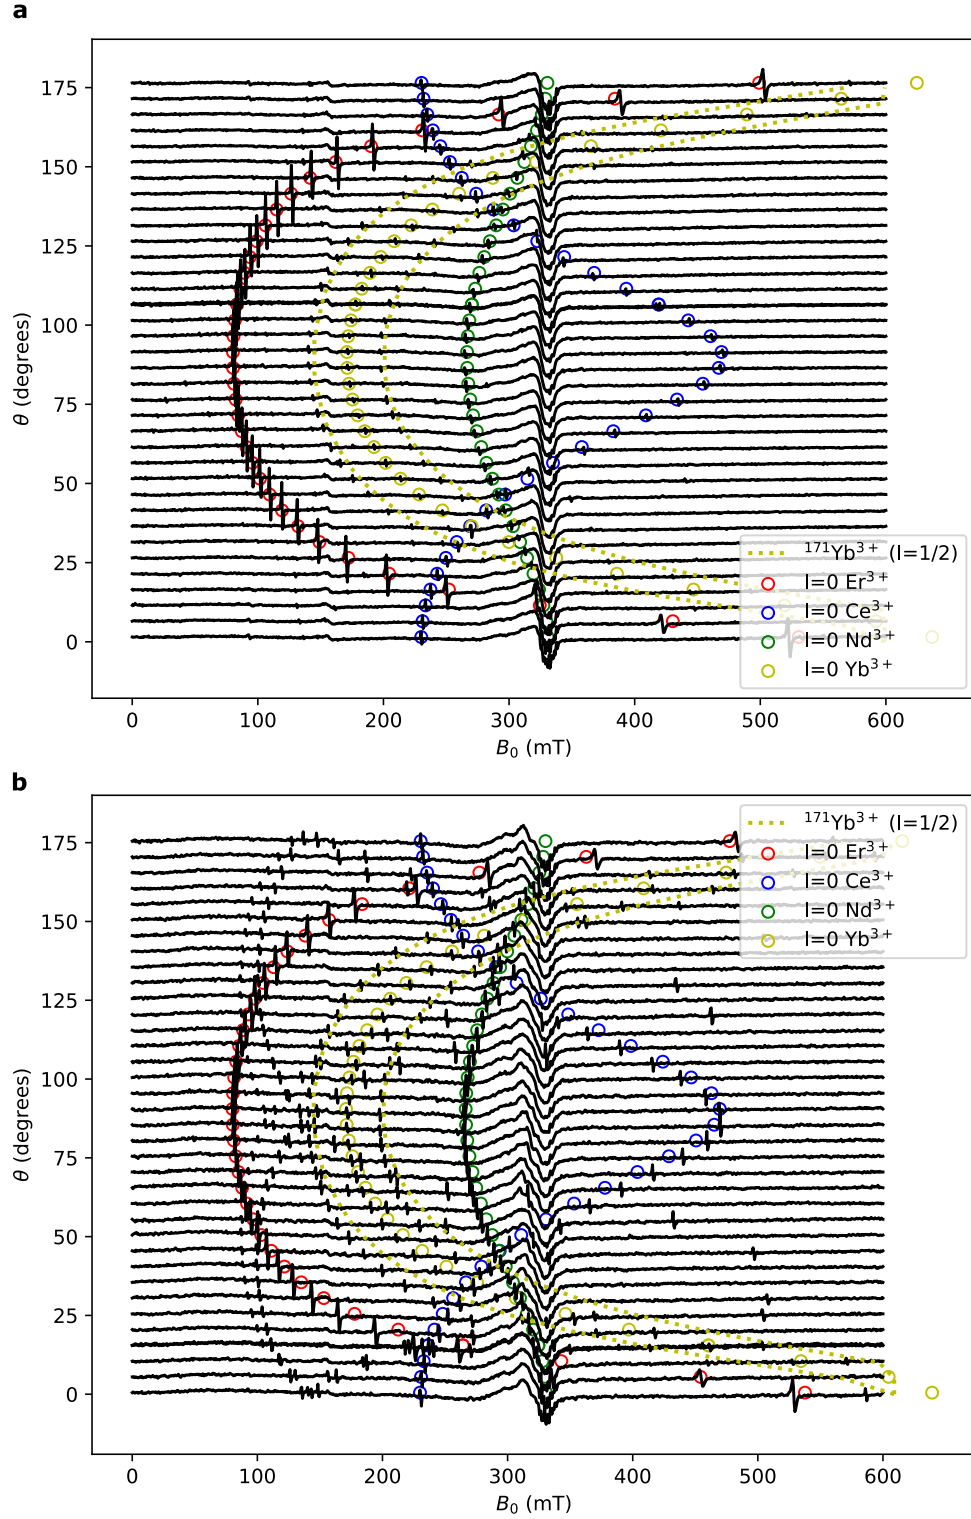 a
175
150
125
100
75
50
25
0
θ (degrees)
¹⁷¹Yb³⁺ (I=1/2)
I=0 Er³⁺
I=0 Ce³⁺
I=0 Nd³⁺
I=0 Yb³⁺
0 100 200 300 400 500 600
B₀ (mT)
b
175
150
125
100
75
50
25
0
θ (degrees)
¹⁷¹Yb³⁺ (I=1/2)
I=0 Er³⁺
I=0 Ce³⁺
I=0 Nd³⁺
I=0 Yb³⁺
0 100 200 300 400 500 600
B₀ (mT)